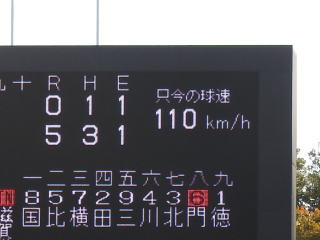 九 十 R H E
0 1 1
5 3 1
只今の球速
110 km/h
一 二 三 四 五 六 七 八 九
8 5 7 2 9 4 3 6 1
国 比 横 田 三 川 北 門 徳